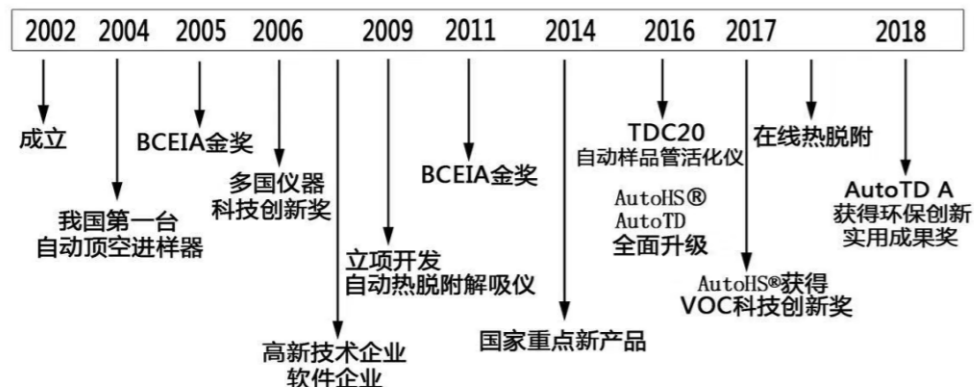 2002 2004 2005 2006 2009 2011 2014 2016 2017 2018
成立
我国第一台
自动顶空进样器
BCEIA金奖
多国仪器
科技创新奖
高新技术企业
软件企业
立项开发
自动热脱附解吸仪
BCEIA金奖
国家重点新产品
TDC20
自动样品管活化仪
AutoHS®
AutoTD
全面升级
AutoHS®获得
VOC科技创新奖
在线热脱附
AutoTD A
获得环保创新
实用成果奖